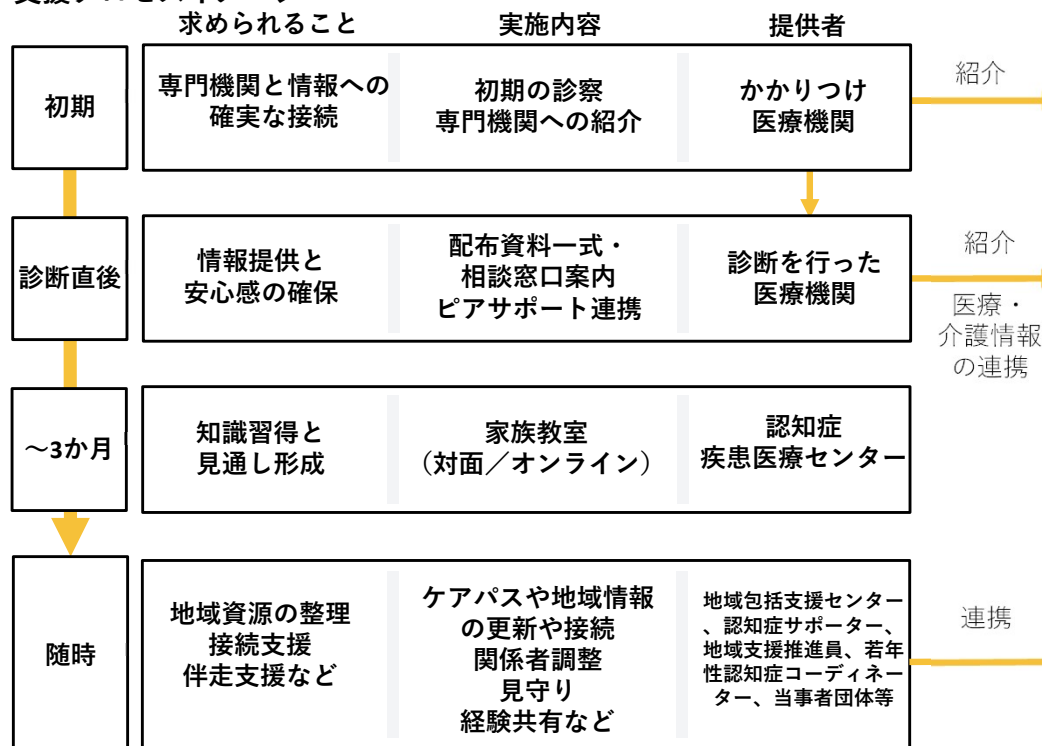 求められること
実施内容
提供者
初期
専門機関と情報への
確実な接続
初期の診察
専門機関への紹介
かかりつけ
医療機関
紹介
診断直後
情報提供と
安心感の確保
配布資料一式・
相談窓口案内
ピアサポート連携
診断を行った
医療機関
紹介
医療・
介護情報
の連携
～3か月
知識習得と
見通し形成
家族教室
（対面／オンライン）
認知症
疾患医療センター
随時
地域資源の整理
接続支援
伴走支援など
ケアパスや地域情報
の更新や接続
関係者調整
見守り
経験共有など
地域包括支援センター
、認知症サポーター、
地域支援推進員、若年
性認知症コーディネー
ター、当事者団体等
連携